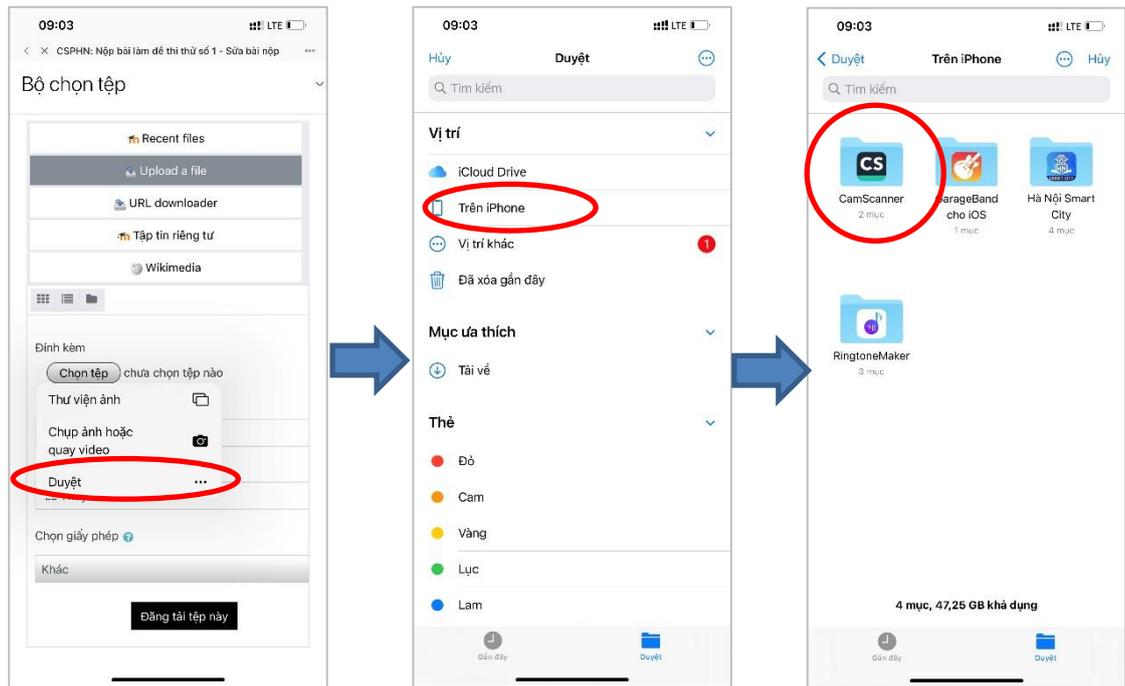 09:03
LTE
CSPHN: Nộp bài làm đề thi thử số 1 - Sửa bài nộp
Bộ chọn tệp
Recent files
Upload a file
URL downloader
Tập tin riêng tư
Wikimedia
Đính kèm
Chọn tệp chưa chọn tệp nào
Thư viện ảnh
Chụp ảnh hoặc
quay video
Duyệt
Chọn giấy phép
Khác
Đăng tải tệp này
09:03
LTE
Hủy Duyệt
Tìm kiếm
Vị trí
iCloud Drive
Trên iPhone
Vị trí khác 1
Đã xóa gần đây
Mục ưa thích
Tải về
Thẻ
Đỏ
Cam
Vàng
Lục
Lam
Gần đây Duyệt
09:03
LTE
Duyệt Trên iPhone Hủy
Tìm kiếm
CS
CamScanner
2 mục
GarageBand
cho iOS
1 mục
SMART CITY
Hà Nội Smart
City
4 mục
RingtoneMaker
3 mục
4 mục, 47,25 GB khả dụng
Gần đây Duyệt